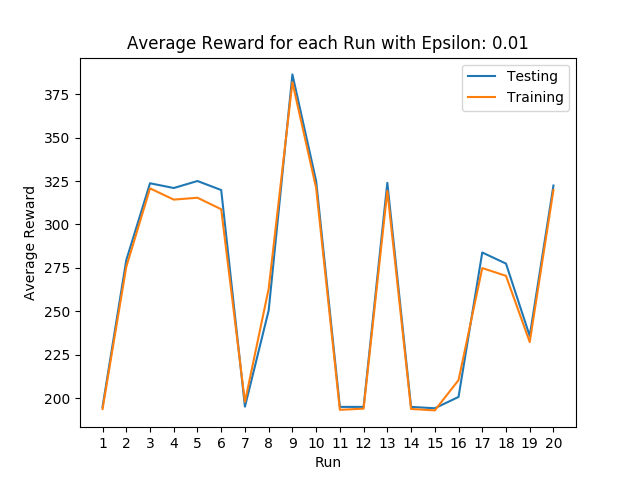 Average Reward for each Run with Epsilon: 0.01
Testing
Training
375
350
325
300
275
250
225
200
Average Reward
1 2 3 4 5 6 7 8 9 10 11 12 13 14 15 16 17 18 19 20
Run